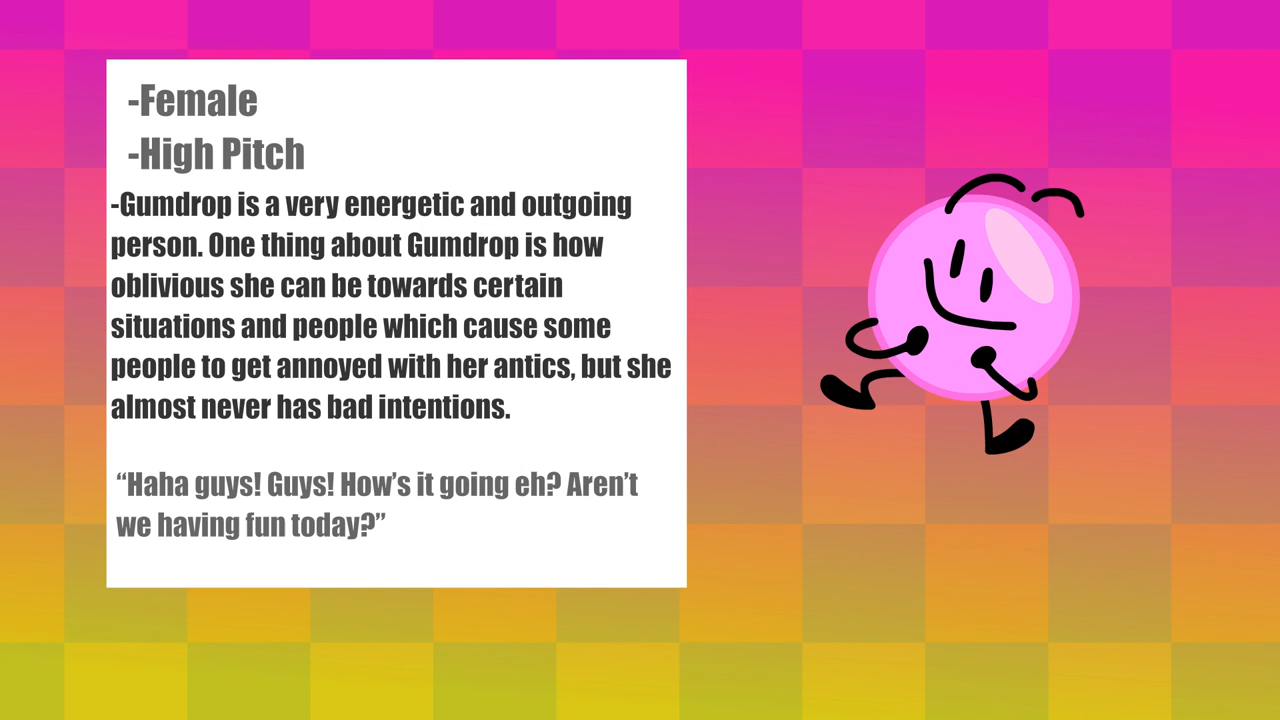 -Female
-High Pitch
-Gumdrop is a very energetic and outgoing
person. One thing about Gumdrop is how
oblivious she can be towards certain
situations and people which cause some
people to get annoyed with her antics, but she
almost never has bad intentions.
“Haha guys! Guys! How’s it going eh? Aren’t
we having fun today?”